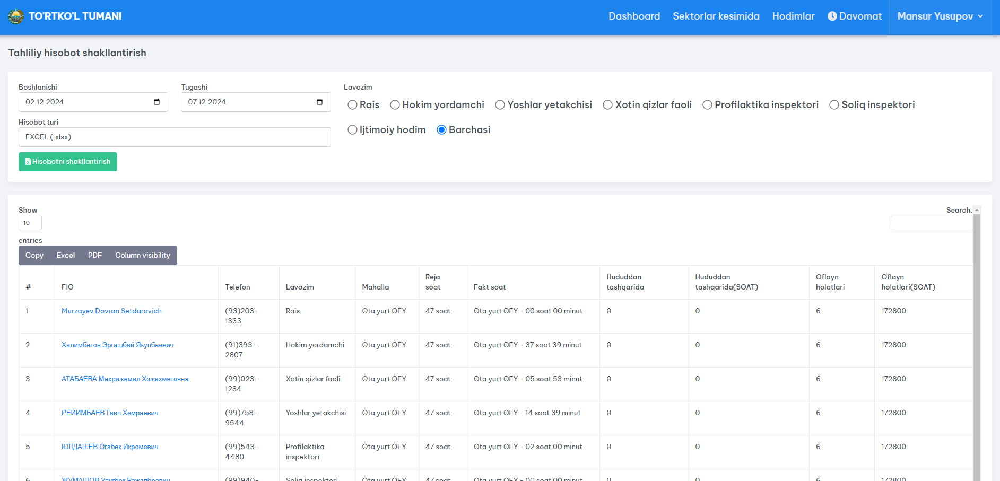 TO'RTKO'L TUMANI
Dashboard Sektorlar kesimida Hodimlar Davomat Mansur Yusupov
Tahliliy hisobot shakllantirish
Boshlanishi Tugashi Lavozim
02.12.2024 07.12.2024
Rais Hokim yordamchi Yoshlar yetakchisi Xotin qizlar faoli Profilaktika inspektori Soliq inspektori
Hisobot turi
Ijtimoiy hodim Barchasi
EXCEL (.xlsx)
Hisobotni shakllantirish
Show Search:
10
entries
Copy Excel PDF Column visibility
# FIO Telefon Lavozim Mahalla Reja soat Fakt soat Hududdan tashqarida Hududdan tashqarida(SOAT) Oflayn holatlari Oflayn holatlari(SOAT)
1 Murzayev Dovran Setdarovich (93)203-1333 Rais Ota yurt OFY 47 soat Ota yurt OFY - 00 soat 00 minut 0 0 6 172800
2 Халимбетов Эргашбай Якупбаевич (91)393-2807 Hokim yordamchi Ota yurt OFY 47 soat Ota yurt OFY - 37 soat 39 minut 0 0 6 172800
3 АТАБАЕВА Махрижемал Хожахметовна (99)023-1284 Xotin qizlar faoli Ota yurt OFY 47 soat Ota yurt OFY - 05 soat 53 minut 0 0 6 172800
4 РЕЙИМБАЕВ Гаип Хемраевич (99)758-9544 Yoshlar yetakchisi Ota yurt OFY 47 soat Ota yurt OFY - 14 soat 39 minut 0 0 6 172800
5 ЮЛДАШЕВ Огабек Икромович (99)543-4480 Profilaktika inspektori Ota yurt OFY 47 soat Ota yurt OFY - 02 soat 00 minut 0 0 6 172800
6 ЖУМАШОВ Улугбек Ражапбоевич (99)940- Soliq inspektori Ota yurt OFY 47 soat Ota yurt OFY - 00 soat 00 minut 0 0 6 172800